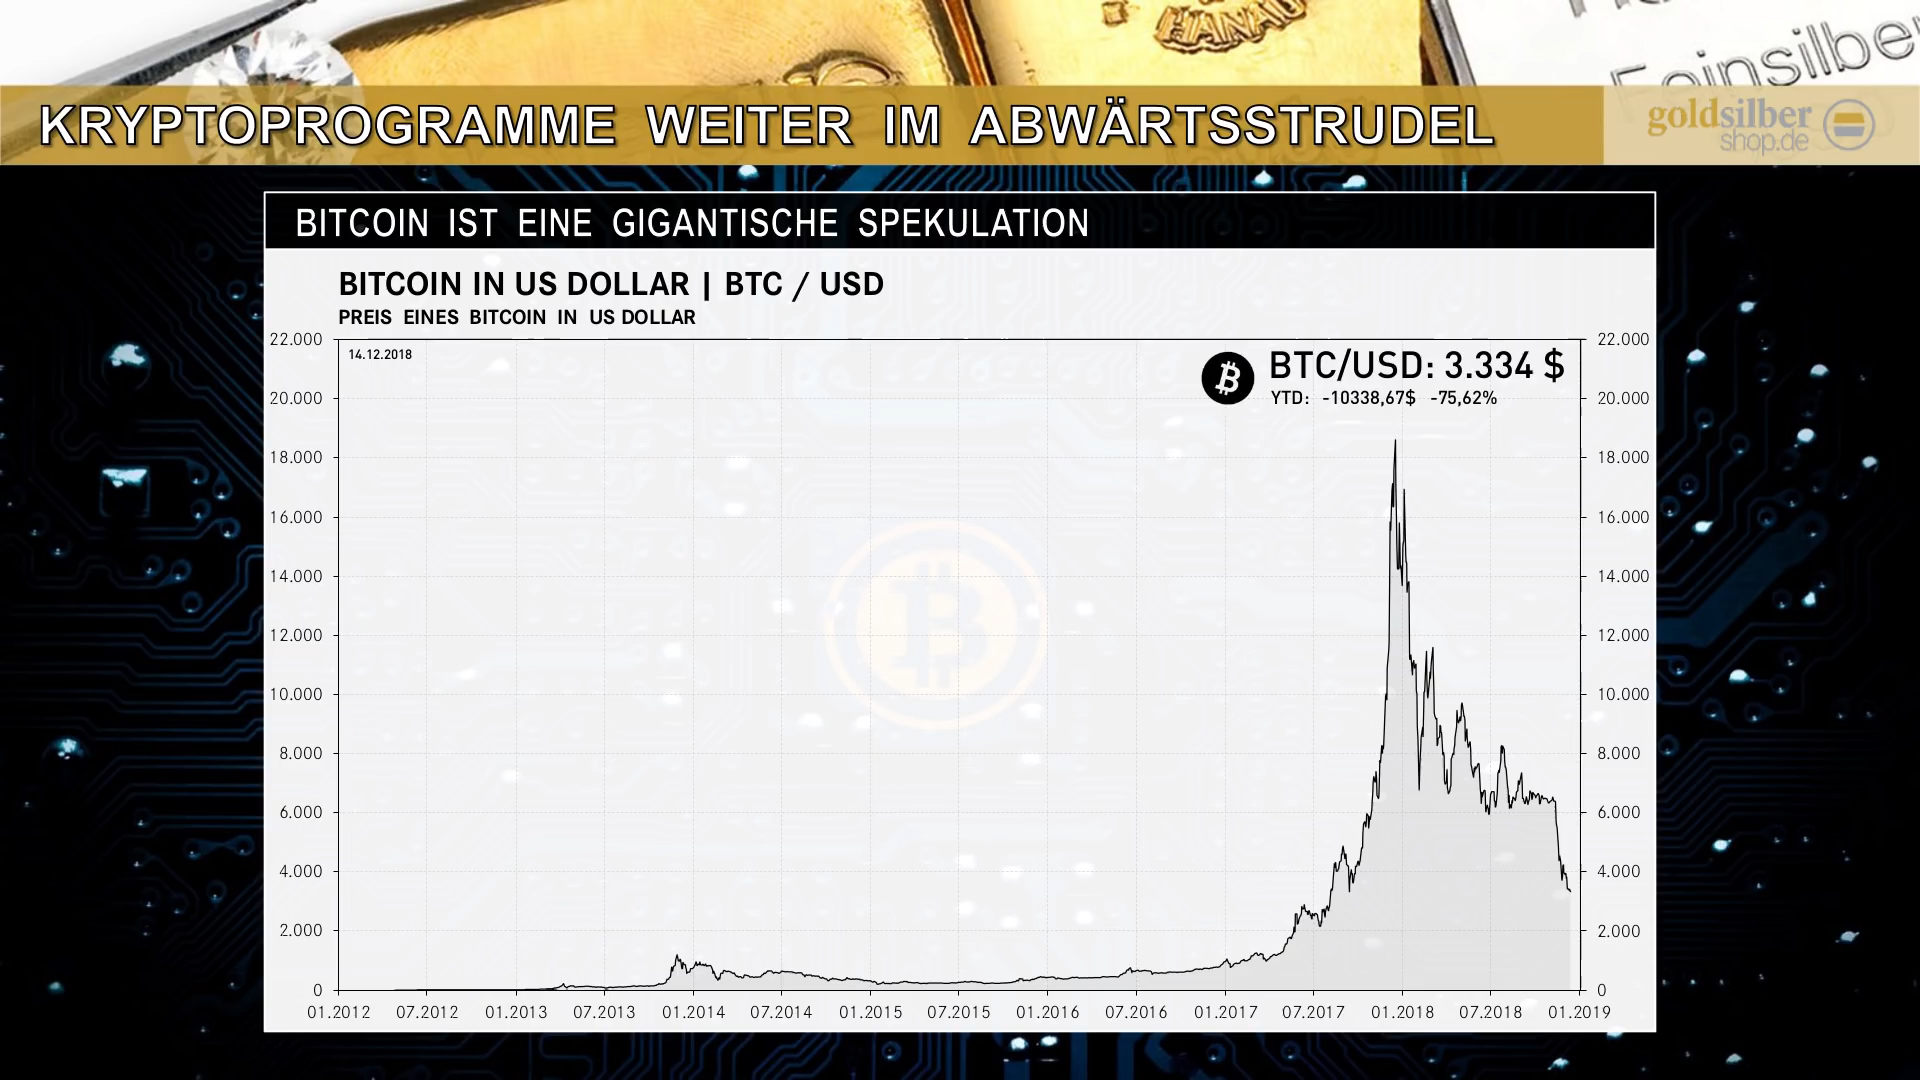 HANAU
Feinsilber
KRYPTOPROGRAMME WEITER IM ABWÄRTSSTRUDEL
goldsilber
shop.de
BITCOIN IST EINE GIGANTISCHE SPEKULATION
BITCOIN IN US DOLLAR | BTC / USD
PREIS EINES BITCOIN IN US DOLLAR
14.12.2018
BTC/USD: 3.334 $
YTD: -10338,67$ -75,62%
22.000 22.000
20.000 20.000
18.000 18.000
16.000 16.000
14.000 14.000
12.000 12.000
10.000 10.000
8.000 8.000
6.000 6.000
4.000 4.000
2.000 2.000
0 0
01.2012 07.2012 01.2013 07.2013 01.2014 07.2014 01.2015 07.2015 01.2016 07.2016 01.2017 07.2017 01.2018 07.2018 01.2019